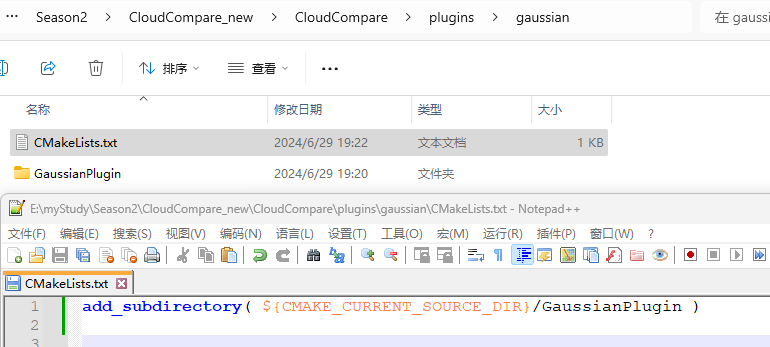 Season2 > CloudCompare_new > CloudCompare > plugins > gaussian 在 gaussi
排序 查看
名称 修改日期 类型 大小
CMakeLists.txt 2024/6/29 19:22 文本文档 1 KB
GaussianPlugin 2024/6/29 19:20 文件夹
E:\myStudy\Season2\CloudCompare_new\CloudCompare\plugins\gaussian\CMakeLists.txt - Notepad++
文件(F) 编辑(E) 搜索(S) 视图(V) 编码(N) 语言(L) 设置(T) 工具(O) 宏(M) 运行(R) 插件(P) 窗口(W) ?
CMakeLists.txt
1 add_subdirectory( ${CMAKE_CURRENT_SOURCE_DIR}/GaussianPlugin )
2
3